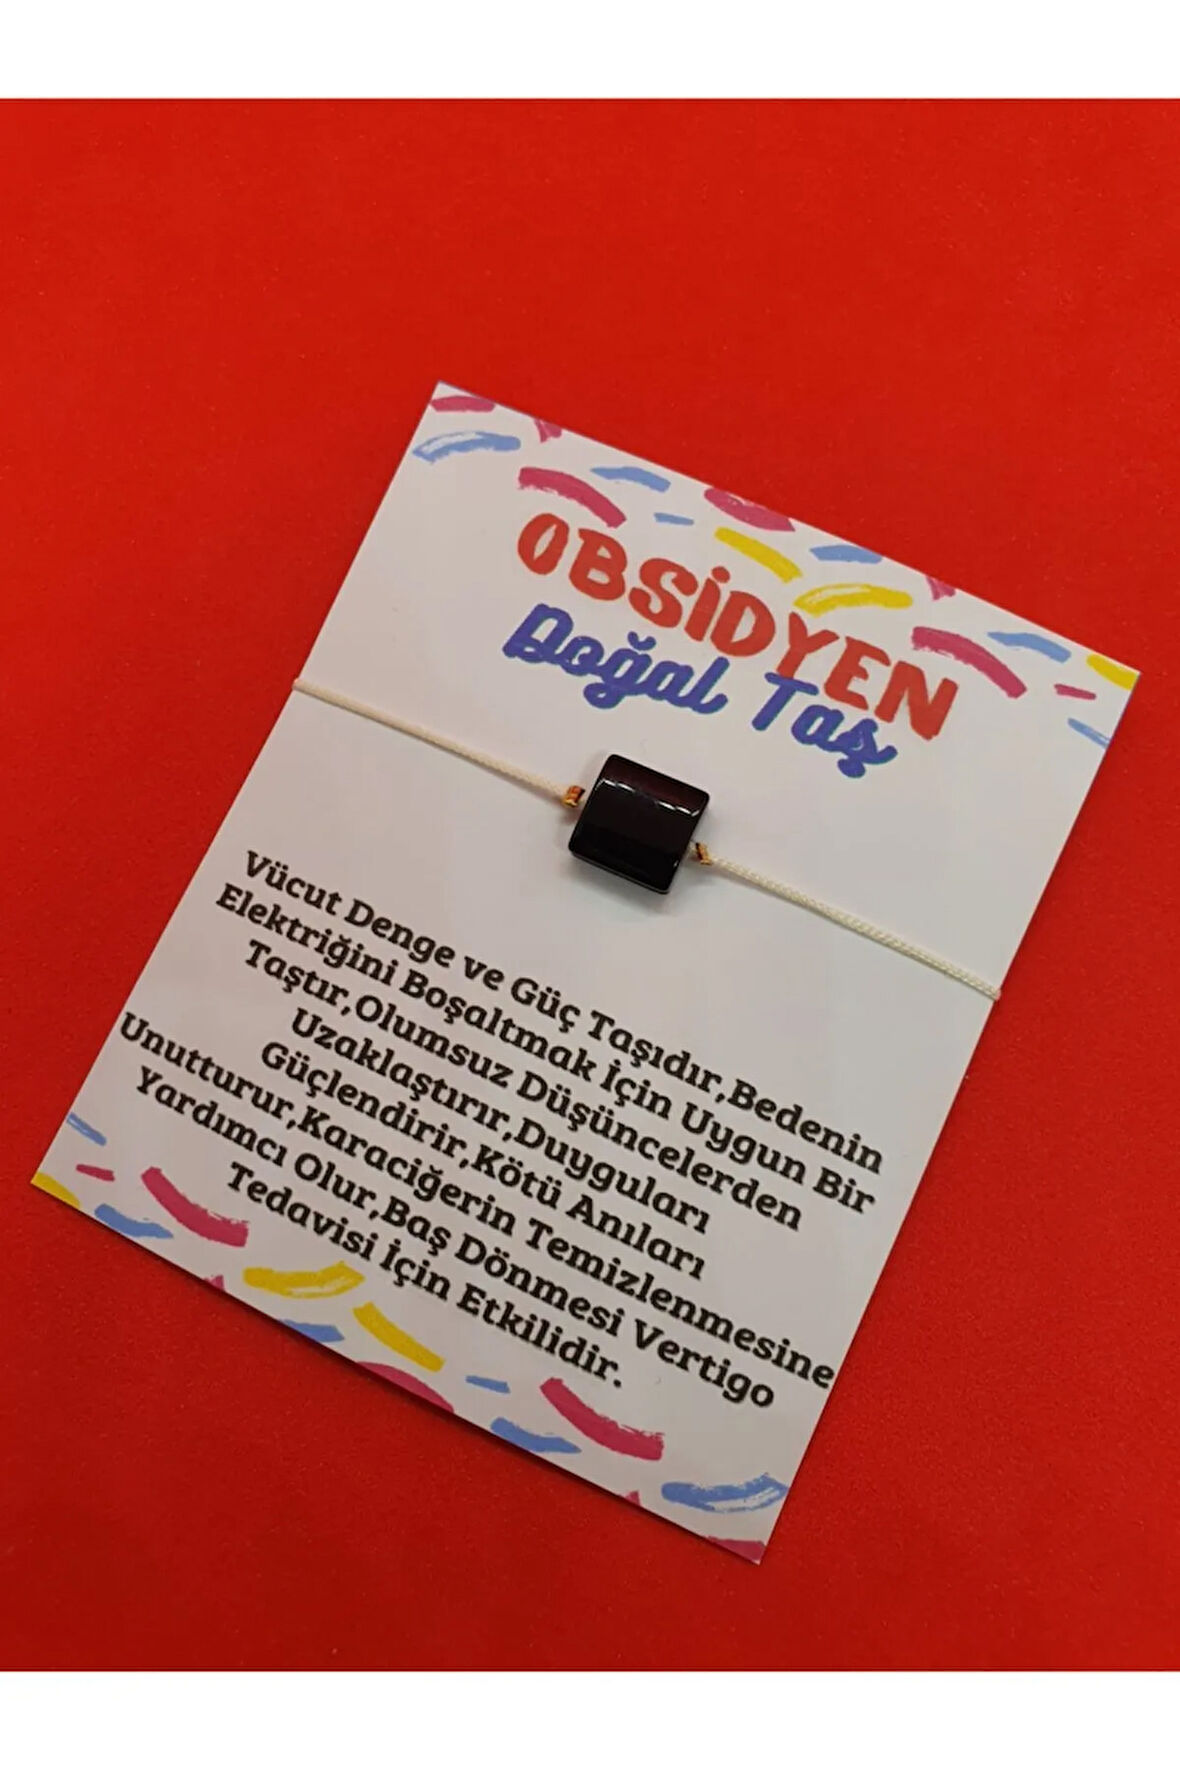 OBSİDYEN
Doğal Taş
Vücut Denge ve Güç Taşıdır,Bedenin
Elektriğini Boşaltmak İçin Uygun Bir
Taştır,Olumsuz Düşüncelerden
Uzaklaştırır,Duyguları
Güçlendirir,Kötü Anıları
Unutturur,Karaciğerin Temizlenmesine
Yardımcı Olur,Baş Dönmesi Vertigo
Tedavisi İçin Etkilidir.